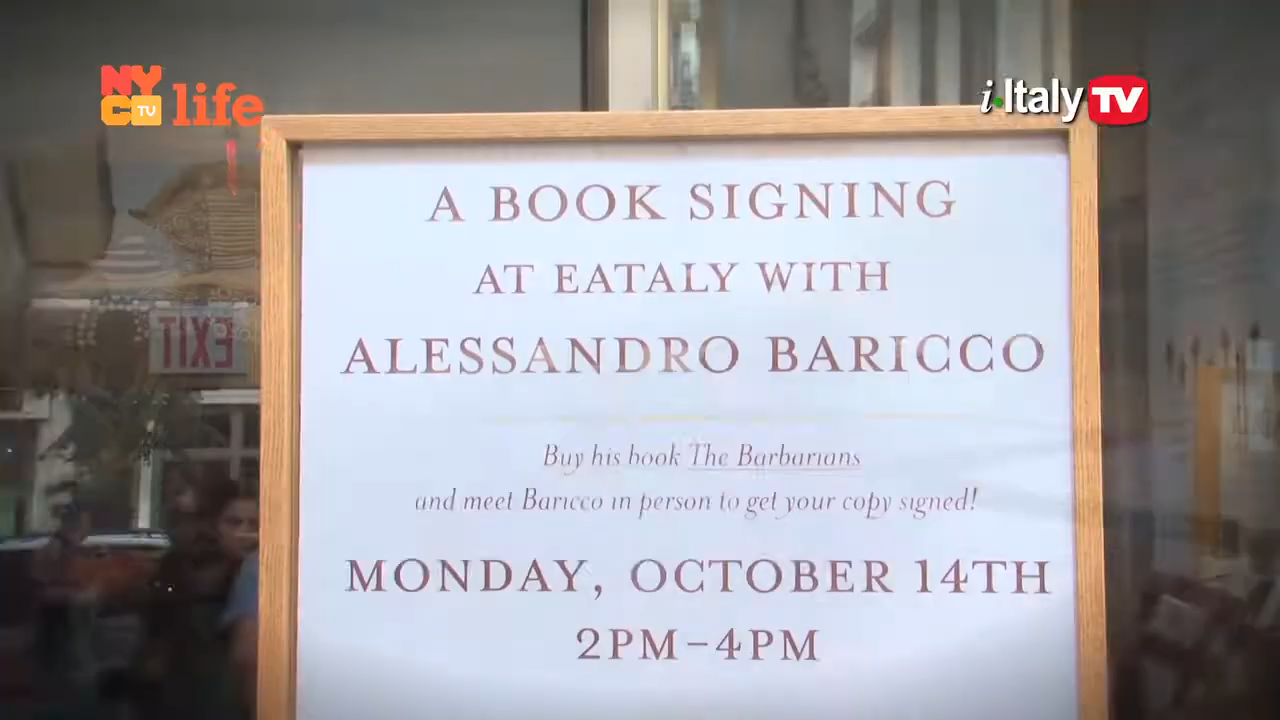 NYC TV life
i•Italy TV
A BOOK SIGNING
AT EATALY WITH
ALESSANDRO BARICCO
EXIT
Buy his book The Barbarians
and meet Baricco in person to get your copy signed!
MONDAY, OCTOBER 14TH
2PM–4PM